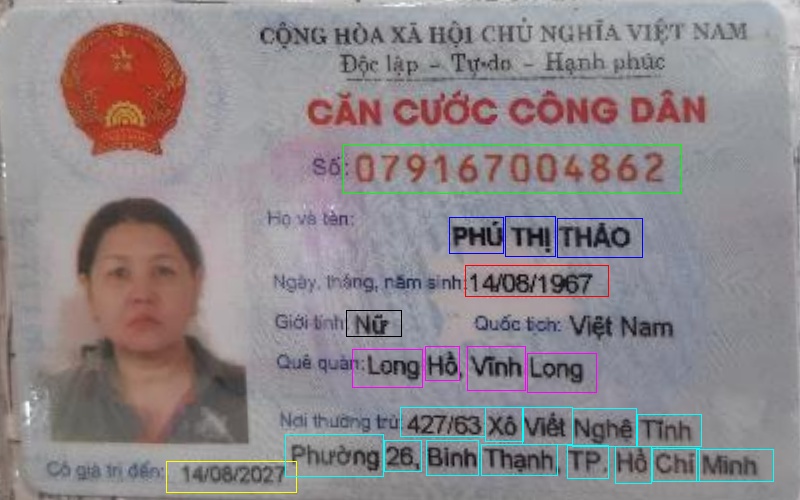 CỘNG HÒA XÃ HỘI CHỦ NGHĨA VIỆT NAM
Độc lập - Tự do - Hạnh phúc
CĂN CƯỚC CÔNG DÂN
Số: 079167004862
Họ và tên:
PHÚ THỊ THẢO
Ngày, tháng, năm sinh: 14/08/1967
Giới tính: Nữ Quốc tịch: Việt Nam
Quê quán: Long Hồ, Vĩnh Long
Nơi thường trú: 427/63 Xô Viết Nghệ Tĩnh
Phường 26, Bình Thạnh, TP. Hồ Chí Minh
Có giá trị đến: 14/08/2027